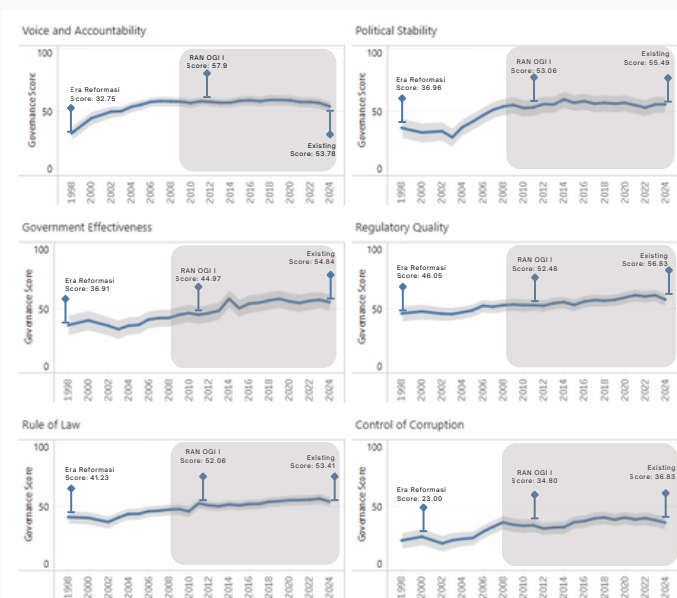 Voice and Accountability
100
50
0
Governance Score
Era Reformasi
Score: 32.75
RAN OGI I
Score: 57.9
Existing
Score: 53.78
1998 2000 2002 2004 2006 2008 2010 2012 2014 2016 2018 2020 2022 2024
Political Stability
100
50
0
Governance Score
Era Reformasi
Score: 36.96
RAN OGI I
Score: 53.06
Existing
Score: 55.49
1998 2000 2002 2004 2006 2008 2010 2012 2014 2016 2018 2020 2022 2024
Government Effectiveness
100
50
0
Governance Score
Era Reformasi
Score: 36.91
RAN OGI I
Score: 44.97
Existing
Score: 54.84
1998 2000 2002 2004 2006 2008 2010 2012 2014 2016 2018 2020 2022 2024
Regulatory Quality
100
50
0
Governance Score
Era Reformasi
Score: 46.05
RAN OGI I
Score: 52.48
Existing
Score: 56.83
1998 2000 2002 2004 2006 2008 2010 2012 2014 2016 2018 2020 2022 2024
Rule of Law
100
50
0
Governance Score
Era Reformasi
Score: 41.23
RAN OGI I
Score: 52.06
Existing
Score: 53.41
1998 2000 2002 2004 2006 2008 2010 2012 2014 2016 2018 2020 2022 2024
Control of Corruption
100
50
0
Governance Score
Era Reformasi
Score: 23.00
RAN OGI I
Score: 34.80
Existing
Score: 36.83
1998 2000 2002 2004 2006 2008 2010 2012 2014 2016 2018 2020 2022 2024